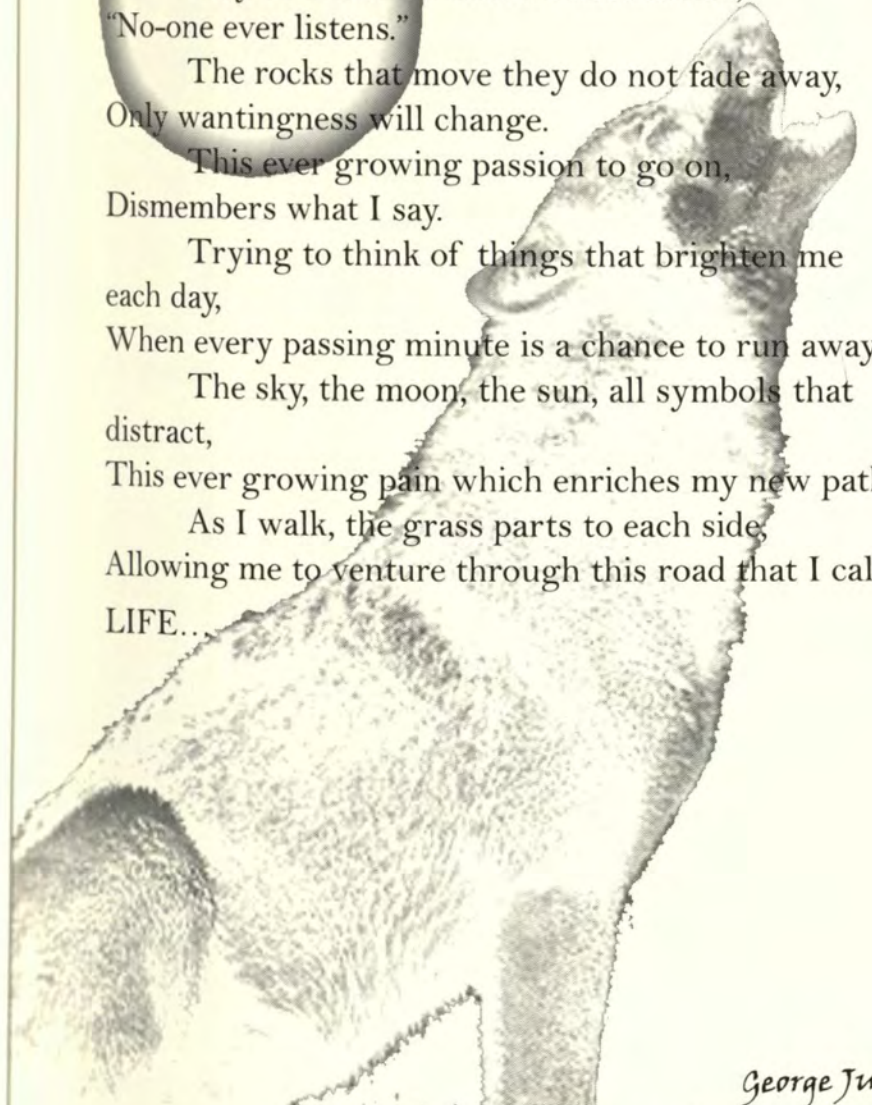 "No-one ever listens."
The rocks that move they do not fade away,
Only wantingness will change.
This ever growing passion to go on,
Dismembers what I say.
Trying to think of things that brighten me
each day,
When every passing minute is a chance to run away
The sky, the moon, the sun, all symbols that
distract,
This ever growing pain which enriches my new
As I walk, the grass parts to each side,
Allowing me to venture through this road that I
LIFE...
George